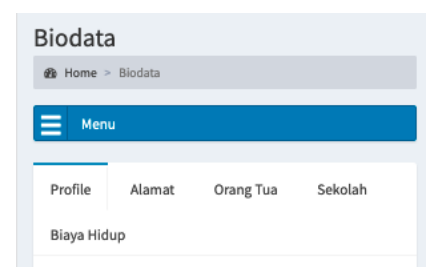 Biodata
Home > Biodata
Menu
Profile Alamat Orang Tua Sekolah
Biaya Hidup